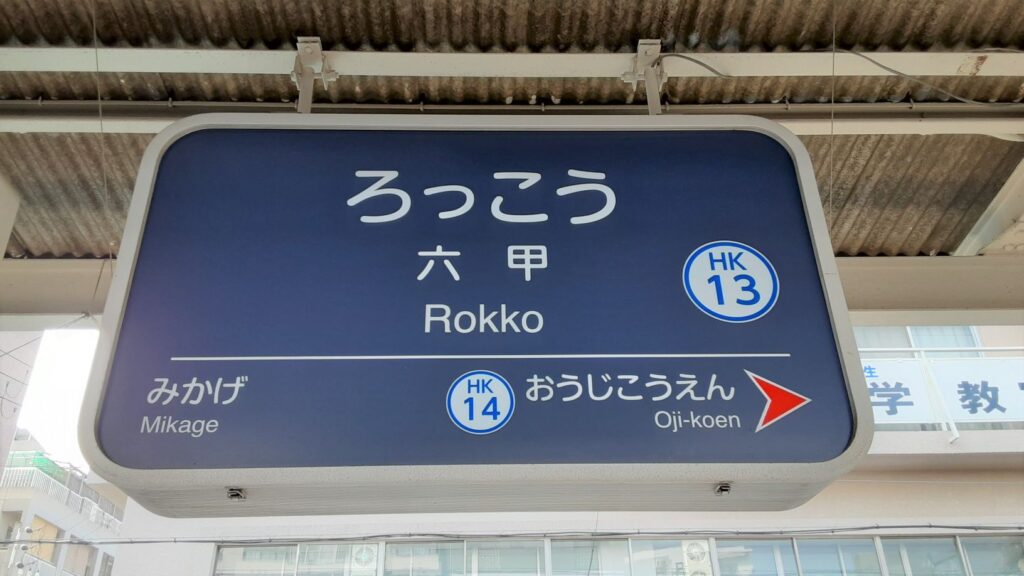 ろっこう
六甲
Rokko
HK
13
みかげ
Mikage
HK
14
おうじこうえん
Oji-koen
生
学 教